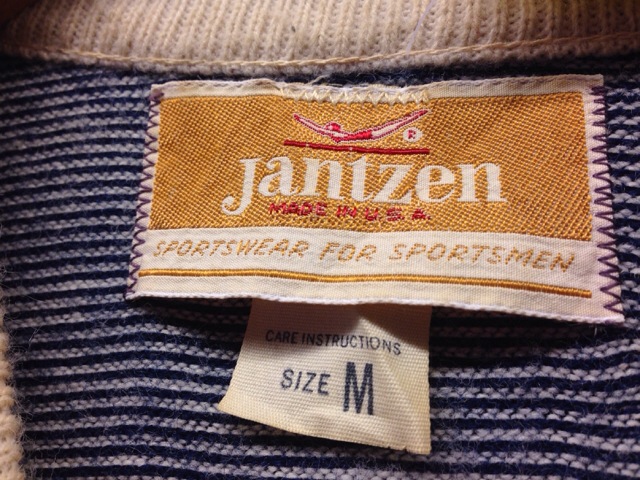 ®
jantzen
MADE IN U.S.A.
SPORTSWEAR FOR SPORTSMEN
CARE INSTRUCTIONS
SIZE M